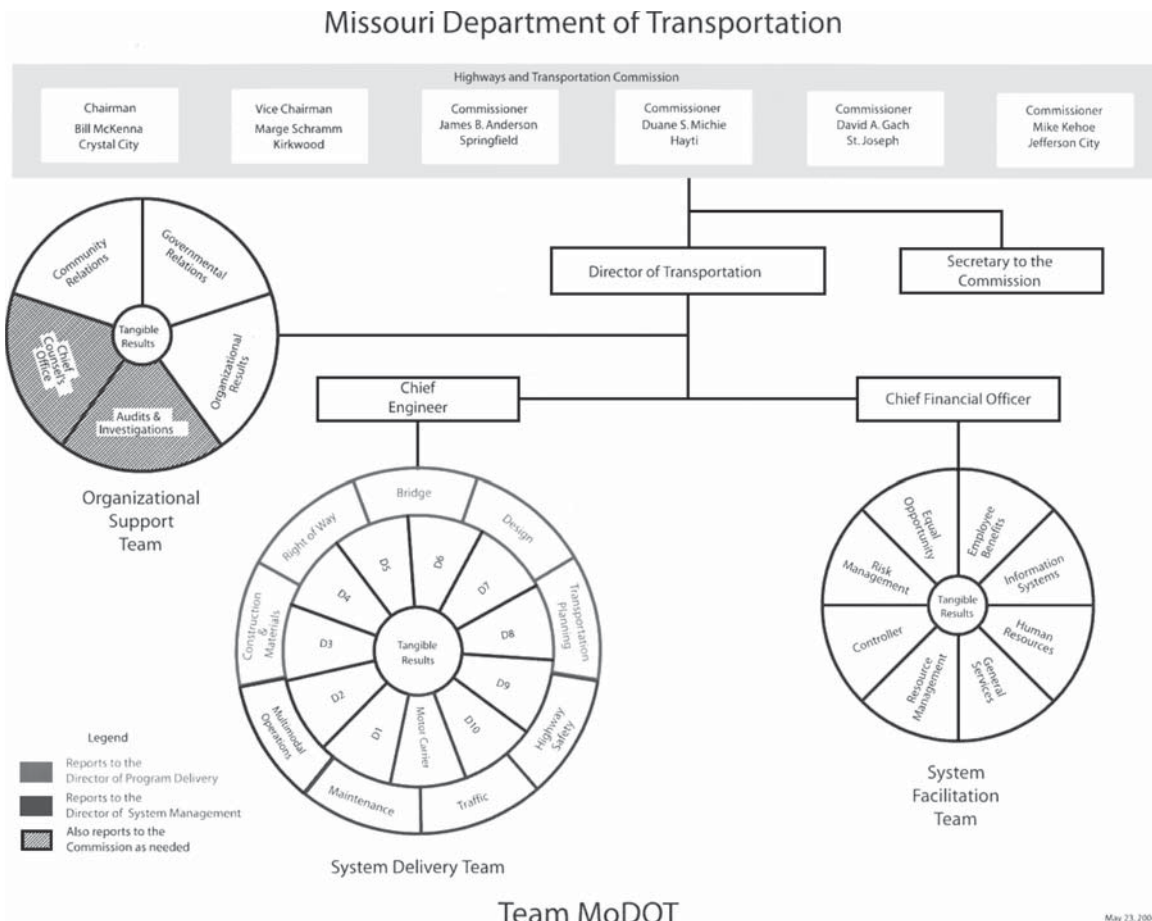 Missouri Department of Transportation
Highways and Transportation Commission
Chairman
Bill McKenna
Crystal City
Vice Chairman
Marge Schramm
Kirkwood
Commissioner
James B. Anderson
Springfield
Commissioner
Duane S. Michie
Hayti
Commissioner
David A. Gach
St. Joseph
Commissioner
Mike Kehoe
Jefferson City
Director of Transportation
Secretary to the
Commission
Community
Relations
Governmental
Relations
Organizational
Results
Audits &
Investigations
Chief
Counsel's
Office
Tangible
Results
Organizational
Support
Team
Chief
Engineer
Chief Financial Officer
Bridge
Design
Transportation
Planning
Highway
Safety
Traffic
Maintenance
Multimodal
Operations
Construction
&
Materials
Right of Way
D5
D6
D7
D8
D9
D10
Motor Carrier
D1
D2
D3
D4
Tangible
Results
System Delivery Team
Equal
Opportunity
Employee
Benefits
Information
Systems
Human
Resources
General
Services
Resource
Management
Controller
Risk
Management
Tangible
Results
System
Facilitation
Team
Legend
Reports to the
Director of Program Delivery
Reports to the
Director of System Management
Also reports to the
Commission as needed
Team MoDOT
May 23, 200